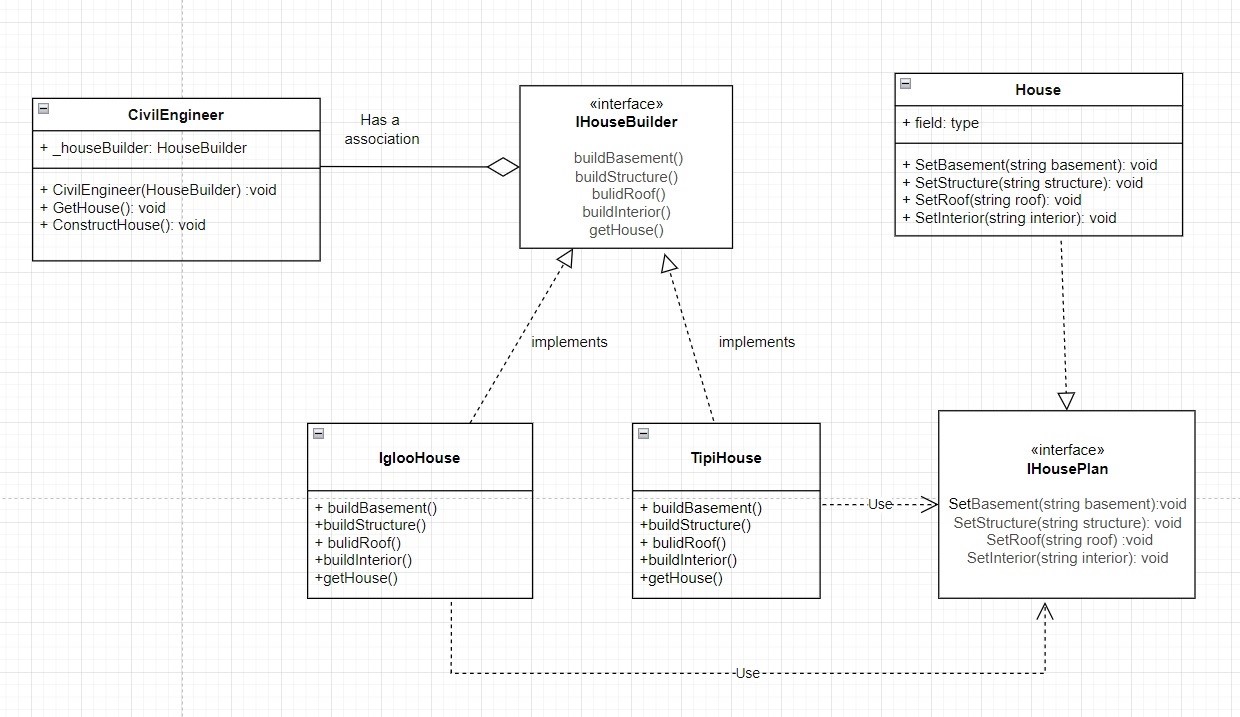 CivilEngineer
+ _houseBuilder: HouseBuilder
+ CivilEngineer(HouseBuilder) :void
+ GetHouse(): void
+ ConstructHouse(): void
Has a
association
«interface»
IHouseBuilder
buildBasement()
buildStructure()
bulidRoof()
buildInterior()
getHouse()
House
+ field: type
+ SetBasement(string basement): void
+ SetStructure(string structure): void
+ SetRoof(string roof): void
+ SetInterior(string interior): void
implements
implements
IglooHouse
+ buildBasement()
+buildStructure()
+ bulidRoof()
+buildInterior()
+getHouse()
TipiHouse
+ buildBasement()
+buildStructure()
+ bulidRoof()
+buildInterior()
+getHouse()
Use
«interface»
IHousePlan
SetBasement(string basement):void
SetStructure(string structure): void
SetRoof(string roof) :void
SetInterior(string interior): void
Use